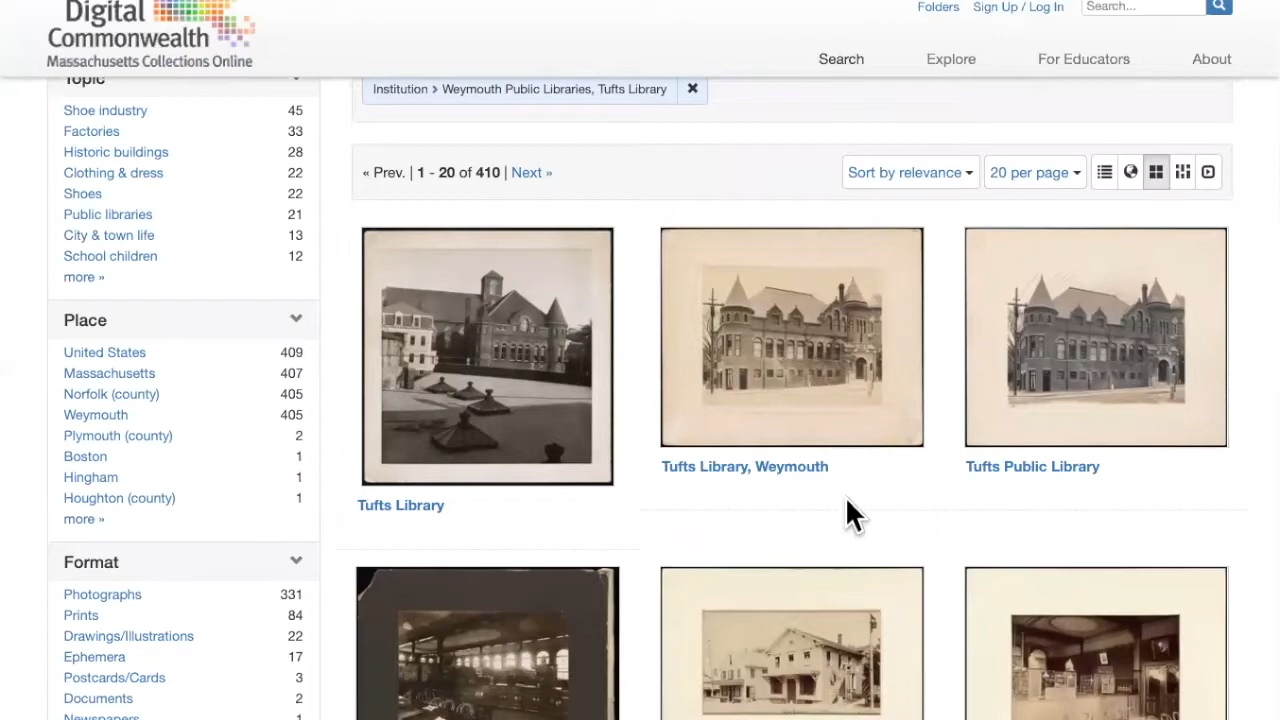 Digital
Commonwealth
Massachusetts Collections Online
Folders Sign Up / Log In Search...
Search Explore For Educators About
Topic
Shoe industry 45
Factories 33
Historic buildings 28
Clothing & dress 22
Shoes 22
Public libraries 21
City & town life 13
School children 12
more »
Place
United States 409
Massachusetts 407
Norfolk (county) 405
Weymouth 405
Plymouth (county) 2
Boston 1
Hingham 1
Houghton (county) 1
more »
Format
Photographs 331
Prints 84
Drawings/Illustrations 22
Ephemera 17
Postcards/Cards 3
Documents 2
Newspapers 1
Institution > Weymouth Public Libraries, Tufts Library ✖
« Prev. | 1 - 20 of 410 | Next »
Sort by relevance 20 per page
Tufts Library
Tufts Library, Weymouth
Tufts Public Library